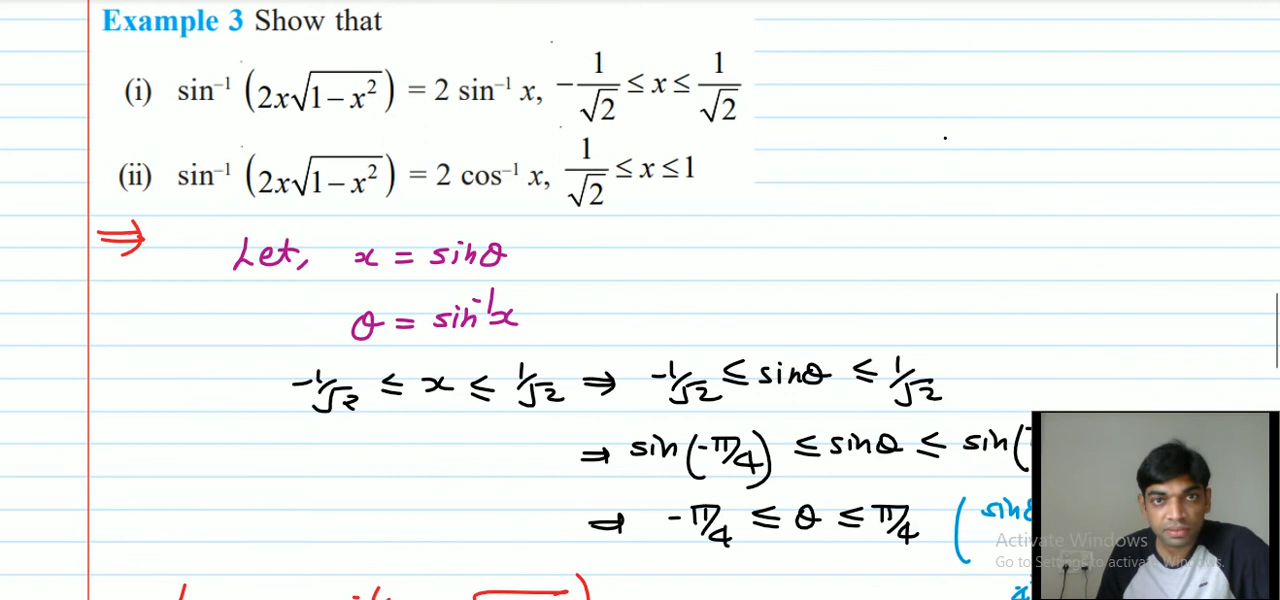 Example 3 Show that
(i) sin⁻¹ (2x√(1−x²)) = 2 sin⁻¹ x, −1/√2 ≤ x ≤ 1/√2
(ii) sin⁻¹ (2x√(1−x²)) = 2 cos⁻¹ x, 1/√2 ≤ x ≤ 1
⇒ Let, x = sinθ
θ = sin⁻¹x
-1/√2 ≤ x ≤ 1/√2 ⇒ -1/√2 ≤ sinθ ≤ 1/√2
⇒ sin(-π/4) ≤ sinθ ≤ sin(
⇒ -π/4 ≤ θ ≤ π/4 (
Activate Windows
Go to Settings to activate Windows.